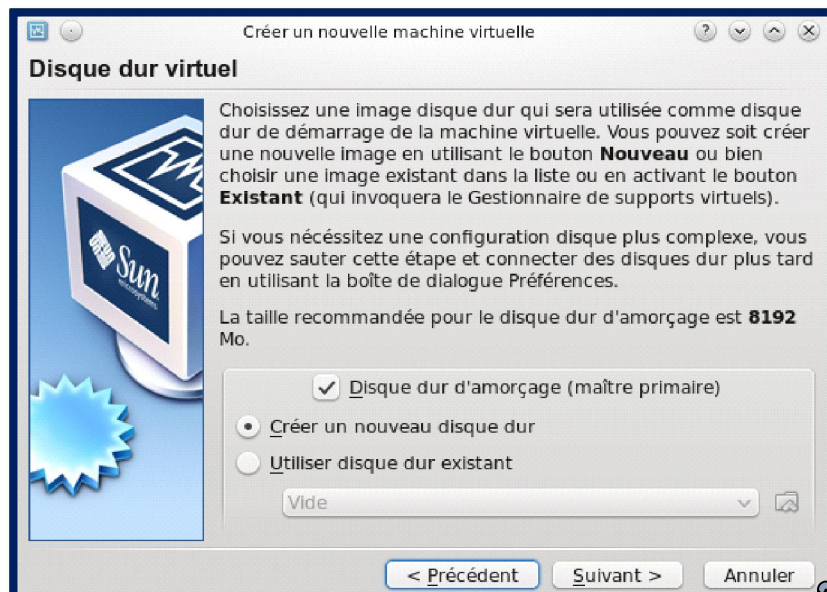 Créer un nouvelle machine virtuelle
Disque dur virtuel
Choisissez une image disque dur qui sera utilisée comme disque
dur de démarrage de la machine virtuelle. Vous pouvez soit créer
une nouvelle image en utilisant le bouton Nouveau ou bien
choisir une image existant dans la liste ou en activant le bouton
Existant (qui invoquera le Gestionnaire de supports virtuels).
Si vous nécéssitez une configuration disque plus complexe, vous
pouvez sauter cette étape et connecter des disques dur plus tard
en utilisant la boîte de dialogue Préférences.
La taille recommandée pour le disque dur d'amorçage est 8192
Mo.
Sun
microsystems
Disque dur d'amorçage (maître primaire)
Créer un nouveau disque dur
Utiliser disque dur existant
Vide
< Précédent
Suivant >
Annuler